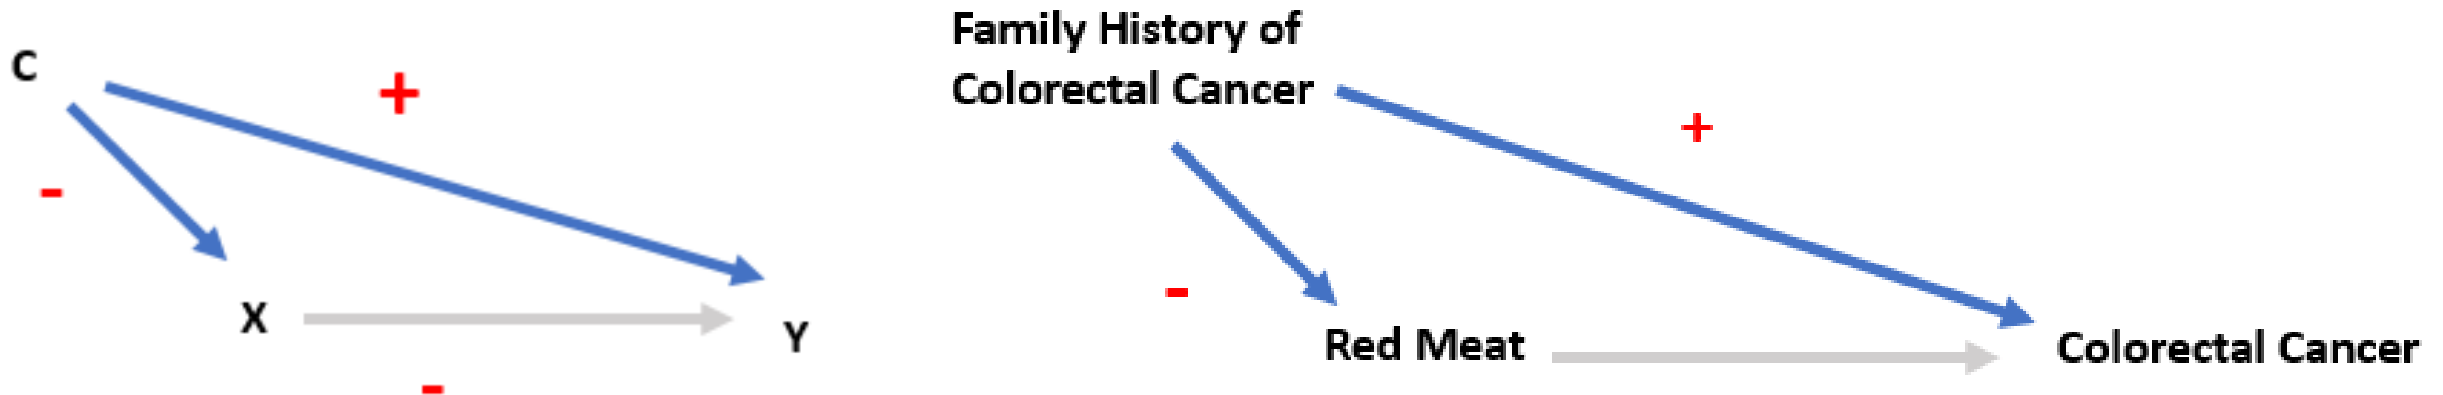 C
+
-
X
Y
-
Family History of
Colorectal Cancer
+
-
Red Meat
Colorectal Cancer